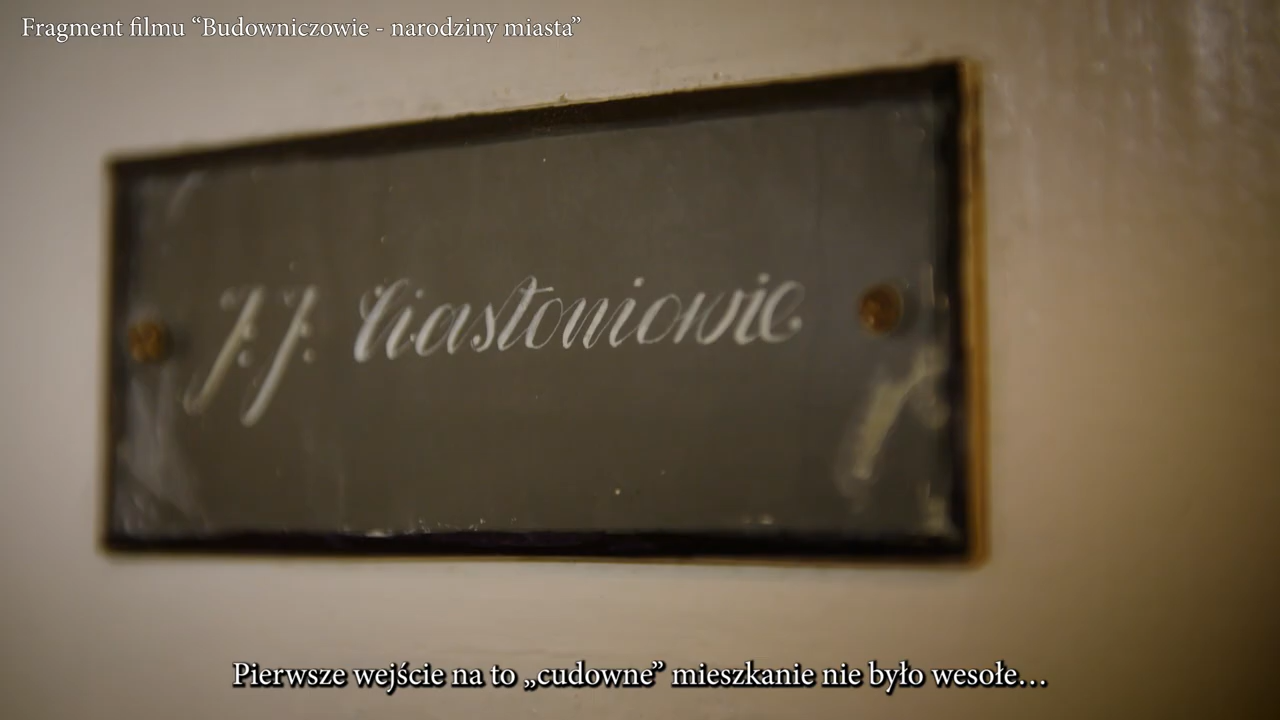 Fragment filmu “Budowniczowie - narodziny miasta”
J.J. Ciastoniowie
Pierwsze wejście na to „cudowne” mieszkanie nie było wesołe…